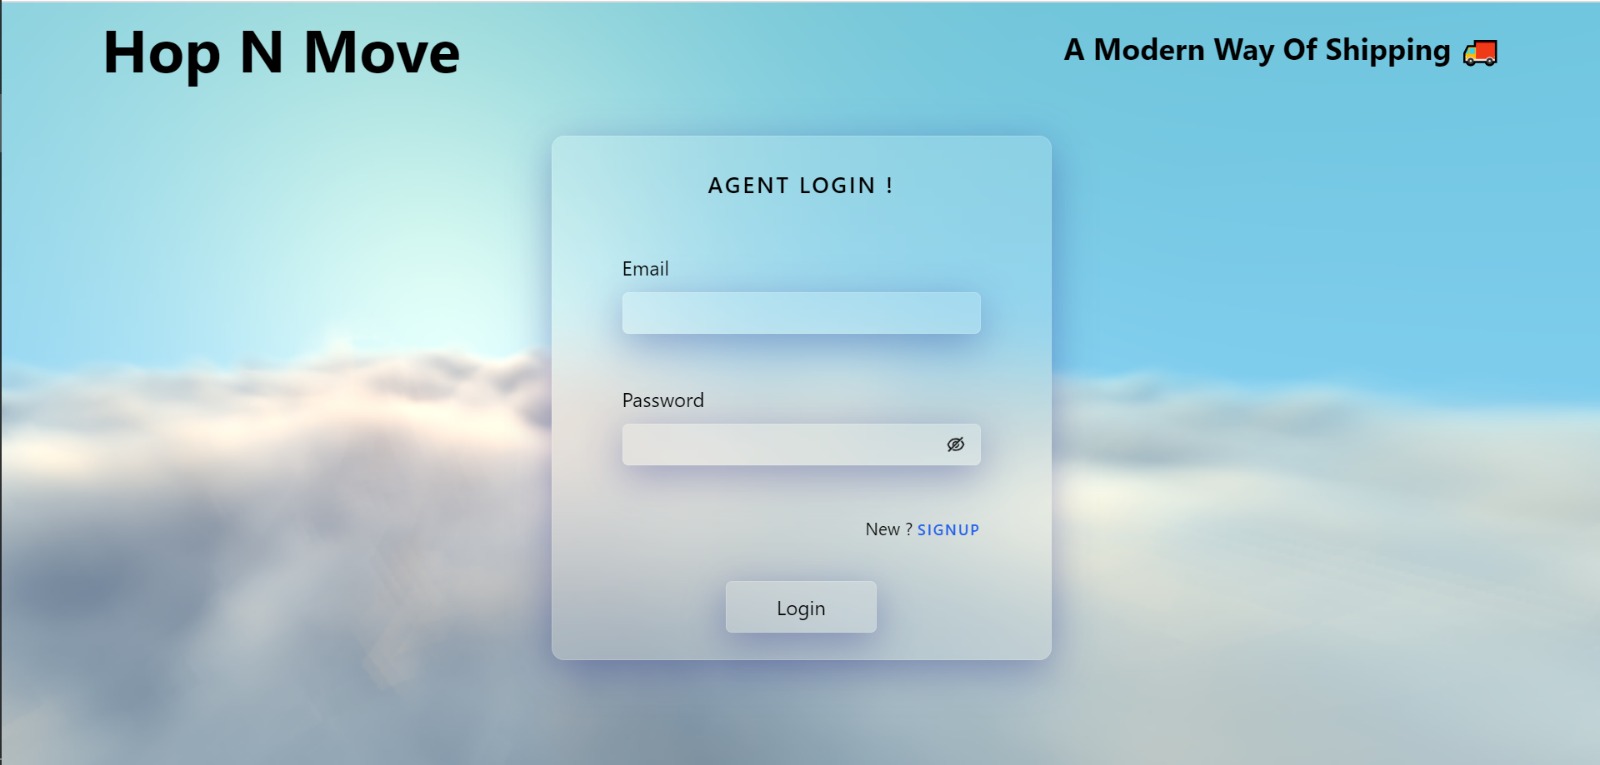 Hop N Move
A Modern Way Of Shipping 🚚
AGENT LOGIN !
Email
Password
New ? SIGNUP
Login